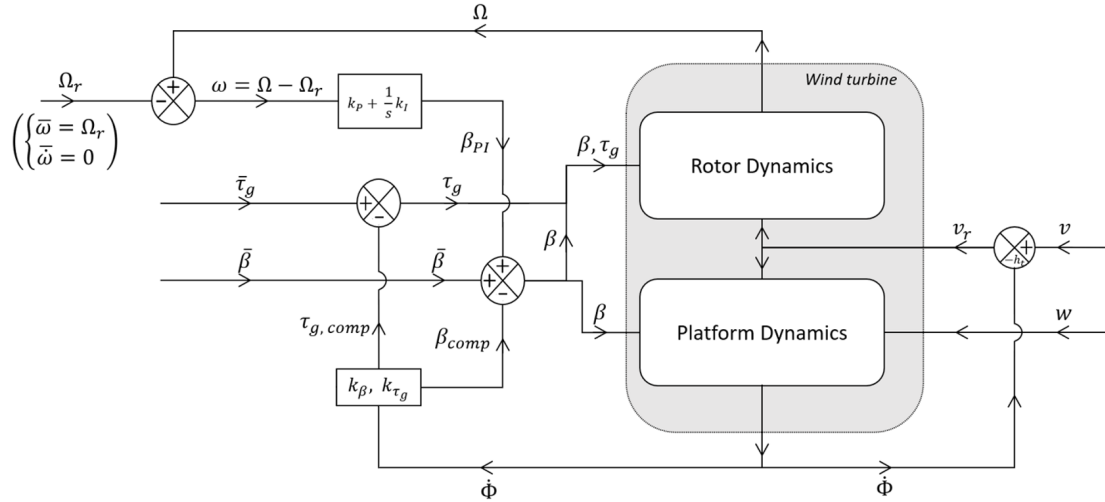 Ω
Wind turbine
Ω_r
ω = Ω − Ω_r
k_P + 1/s k_I
({ω̅ = Ω_r
ω̇̅ = 0)
β_PI
β, τ_g
Rotor Dynamics
τ̅_g
τ_g
+
−
v_r
v
−h_t
+
β̅
β̅
β
+
+
−
τ_g, comp
β_comp
β
Platform Dynamics
w
k_β, k_τ_g
Φ̇
Φ̇
−
+